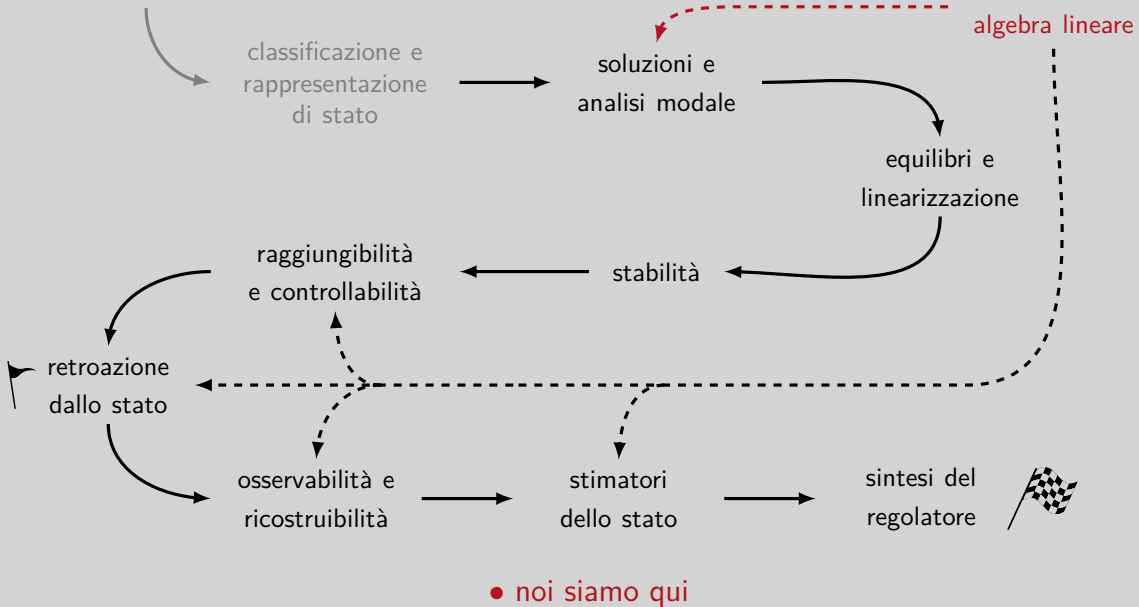 algebra lineare
classificazione e
rappresentazione
di stato
soluzioni e
analisi modale
equilibri e
linearizzazione
raggiungibilità
e controllabilità
stabilità
retroazione
dallo stato
osservabilità e
ricostruibilità
stimatori
dello stato
sintesi del
regolatore
• noi siamo qui